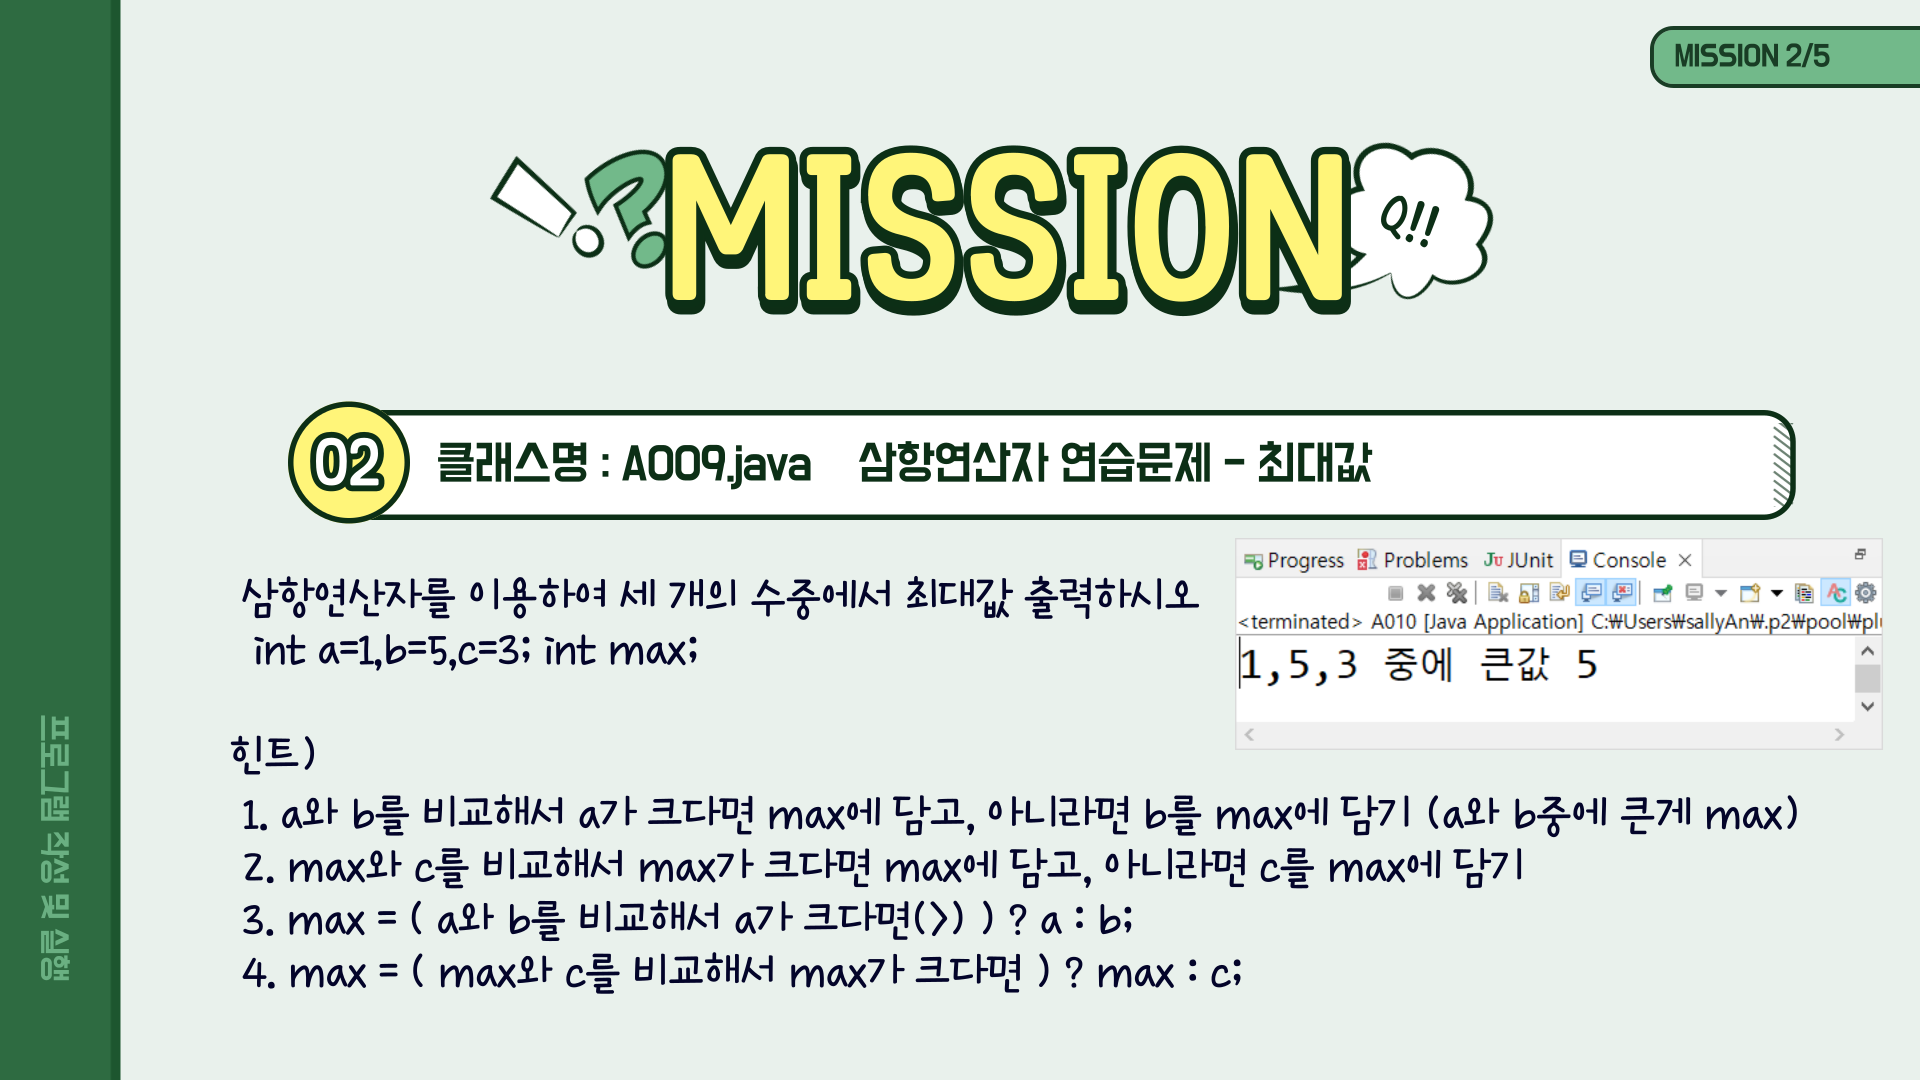 MISSION 2/5
MISSION
Q!!
02
클래스명 : A009.java 삼항연산자 연습문제 - 최대값
삼항연산자를 이용하여 세 개의 수중에서 최대값 출력하시오
int a=1,b=5,c=3; int max;
Progress Problems JUnit Console
<terminated> A010 [Java Application] C:₩Users₩sallyAn₩.p2₩pool₩plu
1,5,3 중에 큰값 5
힌트)
1. a와 b를 비교해서 a가 크다면 max에 담고, 아니라면 b를 max에 담기 (a와 b중에 큰게 max)
2. max와 c를 비교해서 max가 크다면 max에 담고, 아니라면 c를 max에 담기
3. max = ( a와 b를 비교해서 a가 크다면(>) ) ? a : b;
4. max = ( max와 c를 비교해서 max가 크다면 ) ? max : c;
프로그램 작성 및 실행